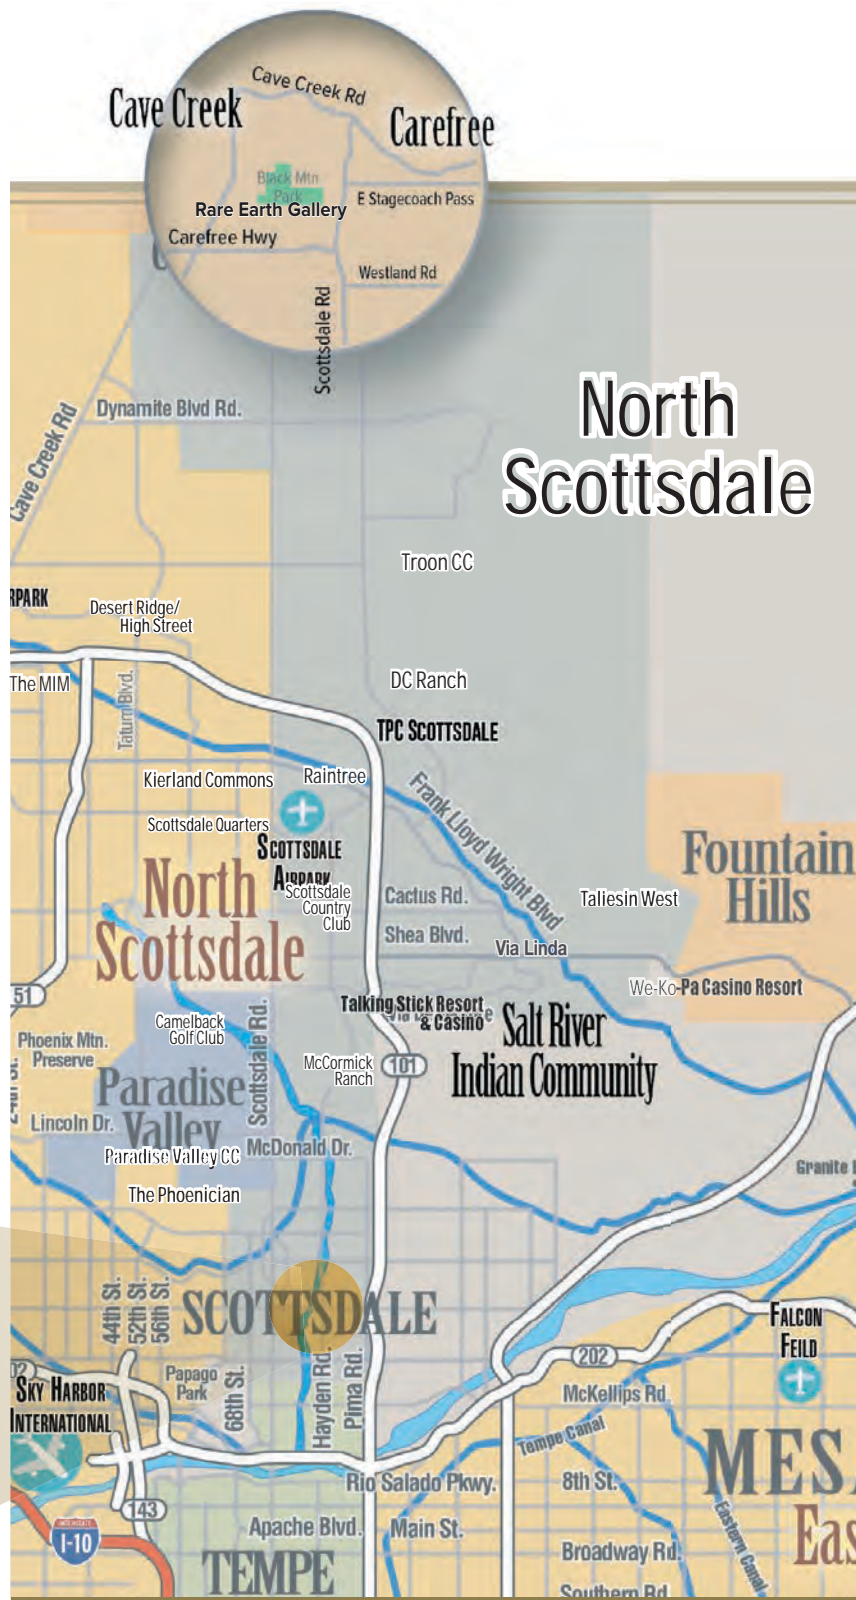 Cave Creek Rd
Cave Creek
Carefree
Black Mtn
Park
E Stagecoach Pass
Rare Earth Gallery
Carefree Hwy
Westland Rd
Scottsdale Rd
North
Scottsdale
Dynamite Blvd Rd.
Cave Creek Rd
Troon CC
RPARK
Desert Ridge/
High Street
The MIM
DC Ranch
Tatum Blvd.
TPC SCOTTSDALE
Kierland Commons
Raintree
Frank Lloyd Wright Blvd
Scottsdale Quarters
SCOTTSDALE
AIRPARK
Fountain
Hills
North
Scottsdale
Scottsdale
Country
Club
Cactus Rd.
Taliesin West
Shea Blvd.
Via Linda
51
We-Ko-Pa Casino Resort
Talking Stick Resort
& Casino
Salt River
Indian Community
Camelback
Golf Club
Scottsdale Rd.
Phoenix Mtn.
Preserve
McCormick
Ranch
101
24th St.
Paradise
Valley
Lincoln Dr.
McDonald Dr.
Paradise Valley CC
Granite
The Phoenician
44th St.
52th St.
56th St.
SCOTTSDALE
FALCON
FEILD
202
02
Papago
Park
68th St.
Hayden Rd.
Pima Rd.
SKY HARBOR
INTERNATIONAL
McKellips Rd.
Tempe Canal
MESA
Rio Salado Pkwy.
8th St.
143
Eastern Canal
INTERSTATE
I-10
Apache Blvd.
Main St.
Eas
Broadway Rd.
TEMPE
Southern Rd